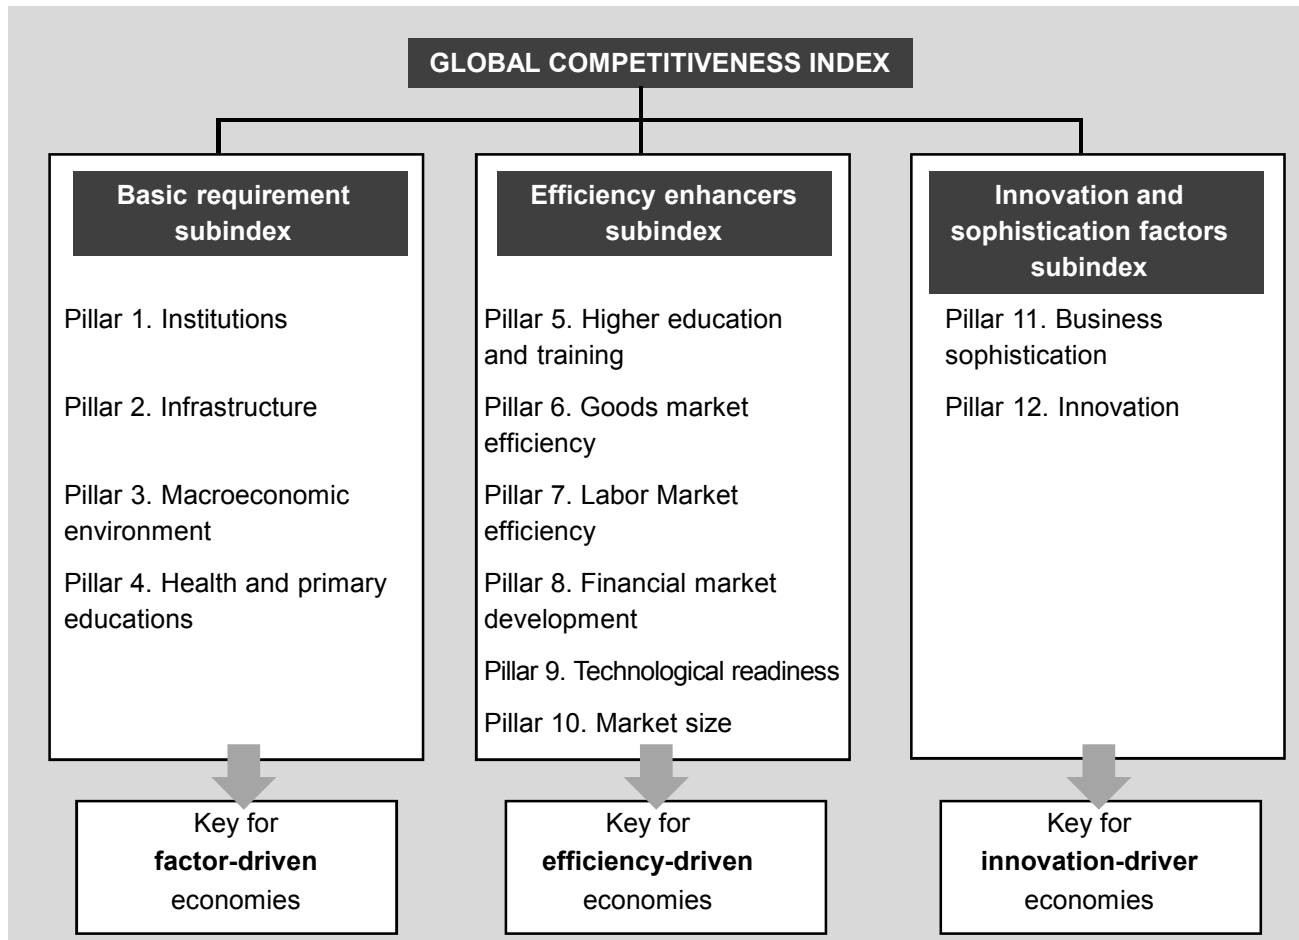 GLOBAL COMPETITIVENESS INDEX
Basic requirement
subindex
Pillar 1. Institutions
Pillar 2. Infrastructure
Pillar 3. Macroeconomic
environment
Pillar 4. Health and primary
educations
Key for
factor-driven
economies
Efficiency enhancers
subindex
Pillar 5. Higher education
and training
Pillar 6. Goods market
efficiency
Pillar 7. Labor Market
efficiency
Pillar 8. Financial market
development
Pillar 9. Technological readiness
Pillar 10. Market size
Key for
efficiency-driven
economies
Innovation and
sophistication factors
subindex
Pillar 11. Business
sophistication
Pillar 12. Innovation
Key for
innovation-driver
economies